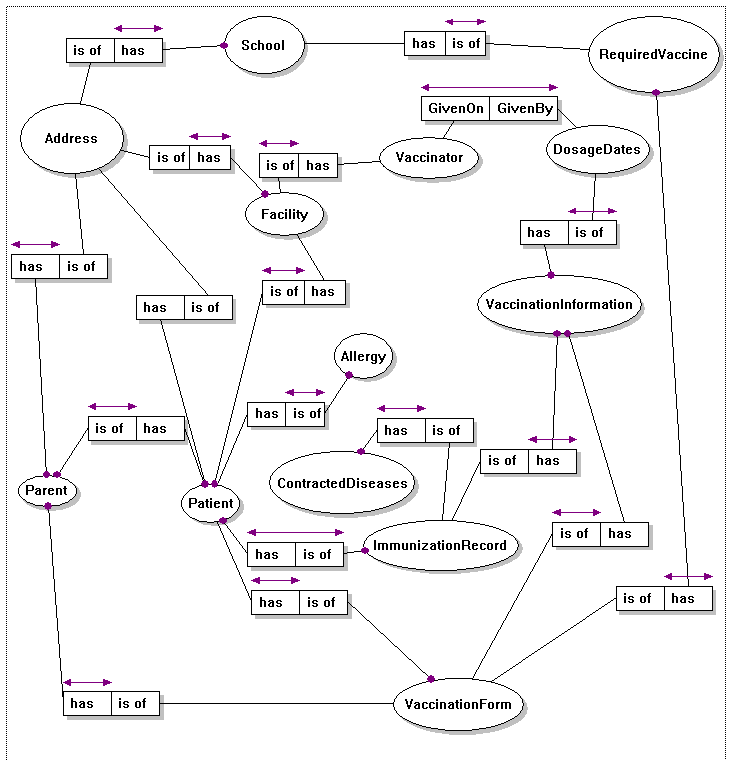 School
is of has
has is of
RequiredVaccine
GivenOn GivenBy
Address
is of has
is of has
Vaccinator
DosageDates
Facility
has is of
has is of
is of has
has is of
VaccinationInformation
Allergy
has is of
is of has
has is of
is of has
ContractedDiseases
Parent
Patient
ImmunizationRecord
is of has
has is of
has is of
is of has
has is of
VaccinationForm